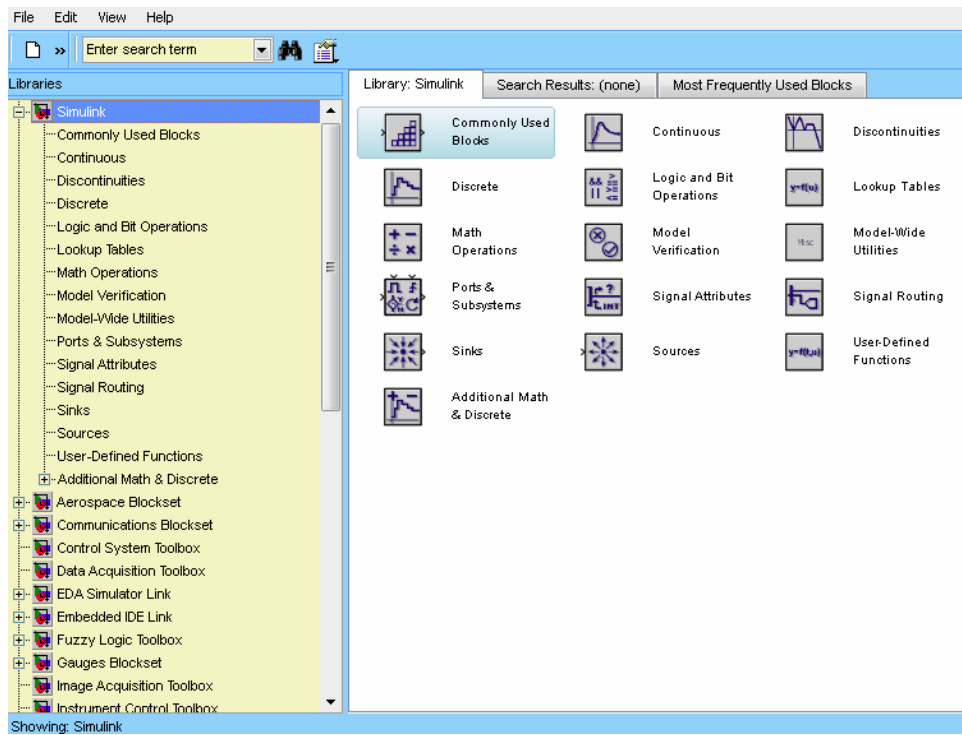 File Edit View Help
» Enter search term
Libraries
Simulink
Commonly Used Blocks
Continuous
Discontinuities
Discrete
Logic and Bit Operations
Lookup Tables
Math Operations
Model Verification
Model-Wide Utilities
Ports & Subsystems
Signal Attributes
Signal Routing
Sinks
Sources
User-Defined Functions
Additional Math & Discrete
Aerospace Blockset
Communications Blockset
Control System Toolbox
Data Acquisition Toolbox
EDA Simulator Link
Embedded IDE Link
Fuzzy Logic Toolbox
Gauges Blockset
Image Acquisition Toolbox
Instrument Control Toolbox
Library: Simulink Search Results: (none) Most Frequently Used Blocks
Commonly Used
Blocks
Continuous
Discontinuities
Discrete
&& >
|| >=
<=
Logic and Bit
Operations
y=f(u)
Lookup Tables
+ −
÷ ×
Math
Operations
Model
Verification
Misc
Model-Wide
Utilities
Ports &
Subsystems
?
INT
Signal Attributes
Signal Routing
Sinks
Sources
y=f(t,u)
User-Defined
Functions
Additional Math
& Discrete
Showing: Simulink